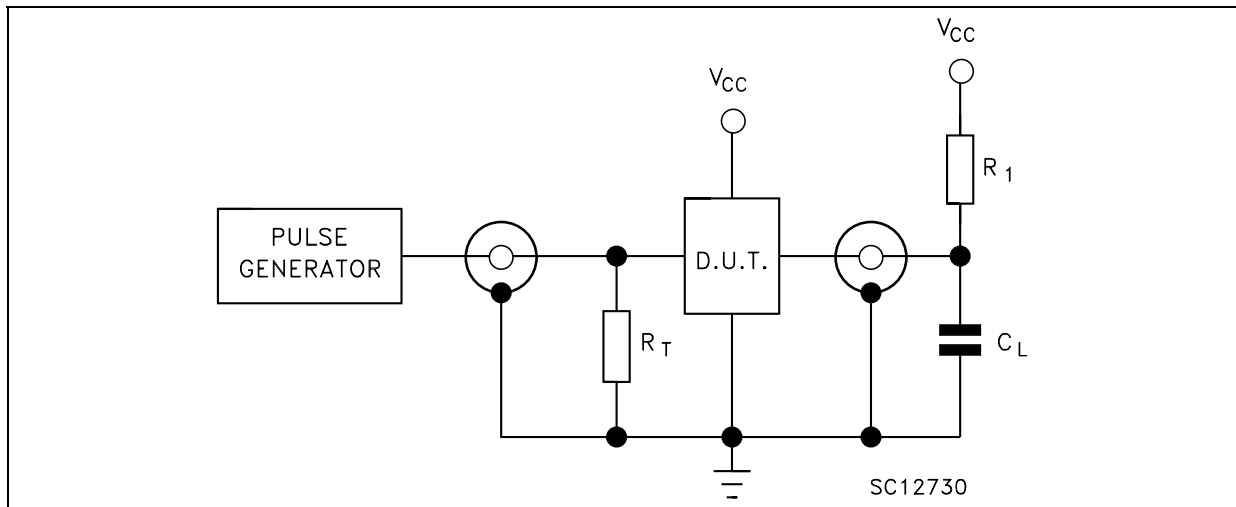 VCC
VCC
R1
PULSE
GENERATOR
D.U.T.
RT
CL
SC12730